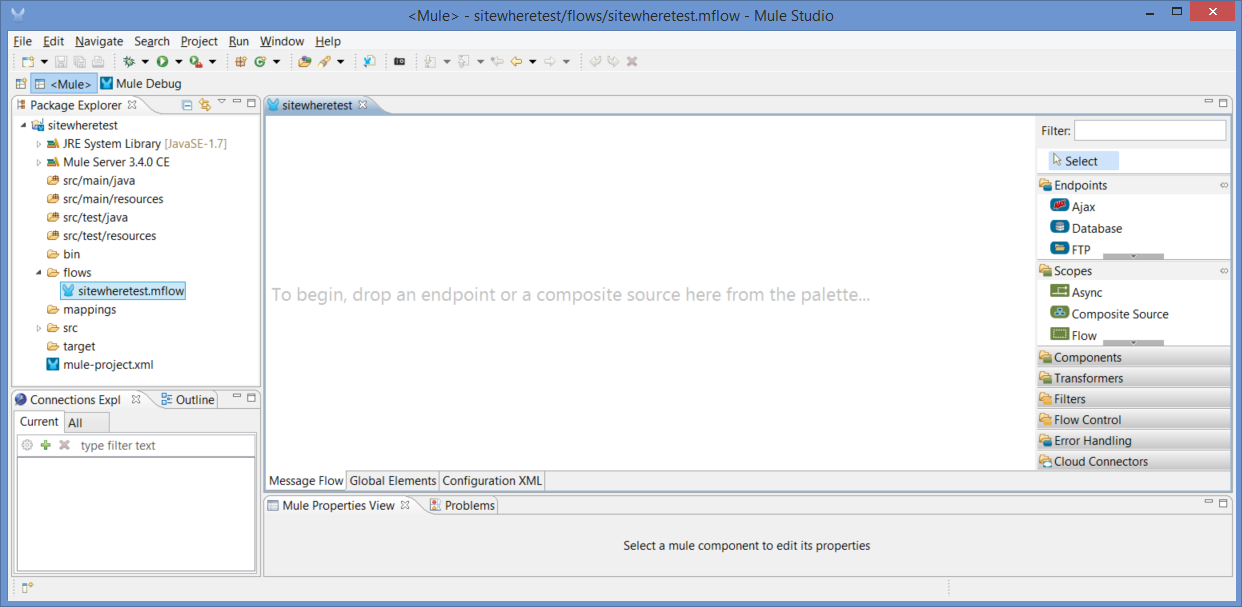 <Mule> - sitewheretest/flows/sitewheretest.mflow - Mule Studio
File Edit Navigate Search Project Run Window Help
<Mule> Mule Debug
Package Explorer
sitewheretest
JRE System Library [JavaSE-1.7]
Mule Server 3.4.0 CE
src/main/java
src/main/resources
src/test/java
src/test/resources
bin
flows
sitewheretest.mflow
mappings
src
target
mule-project.xml
Connections Expl Outline
Current All
type filter text
sitewheretest
To begin, drop an endpoint or a composite source here from the palette...
Filter:
Select
Endpoints
Ajax
Database
FTP
Scopes
Async
Composite Source
Flow
Components
Transformers
Filters
Flow Control
Error Handling
Cloud Connectors
Message Flow Global Elements Configuration XML
Mule Properties View Problems
Select a mule component to edit its properties